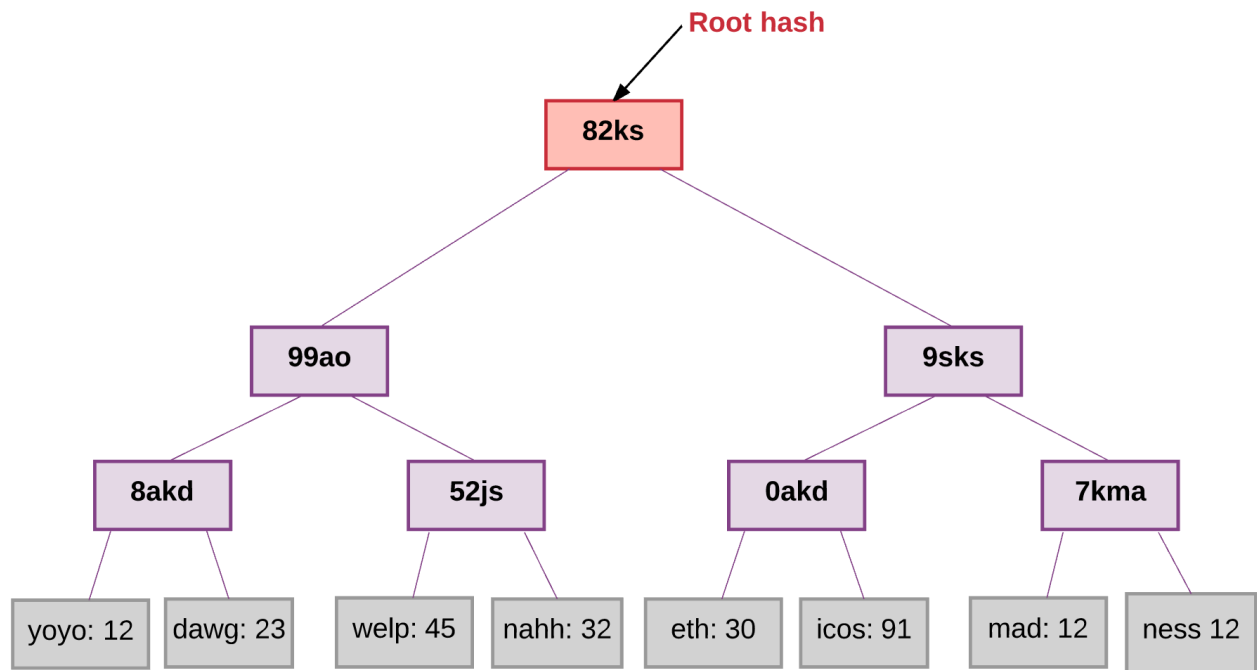 Root hash
82ks
99ao
9sks
8akd
52js
0akd
7kma
yoyo: 12
dawg: 23
welp: 45
nahh: 32
eth: 30
icos: 91
mad: 12
ness 12